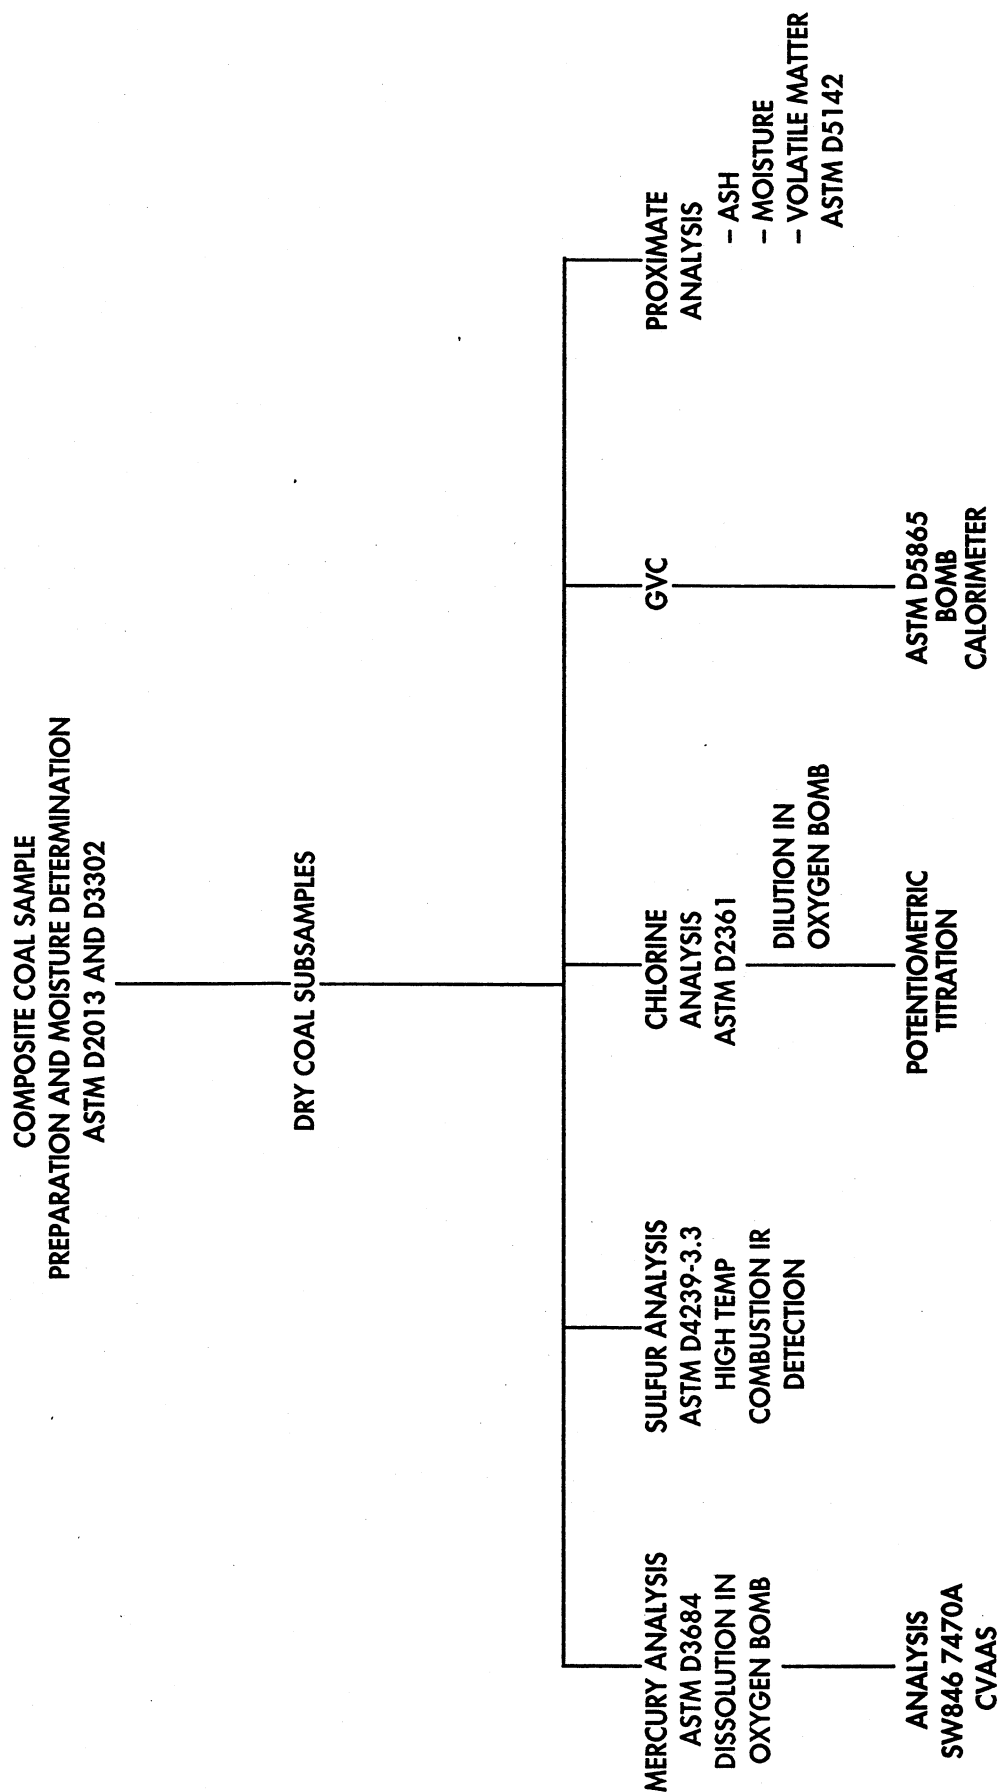 COMPOSITE COAL SAMPLE
PREPARATION AND MOISTURE DETERMINATION
ASTM D2013 AND D3302
DRY COAL SUBSAMPLES
MERCURY ANALYSIS
ASTM D3684
DISSOLUTION IN
OXYGEN BOMB
ANALYSIS
SW846 7470A
CVAAS
SULFUR ANALYSIS
ASTM D4239-3.3
HIGH TEMP
COMBUSTION IR
DETECTION
CHLORINE
ANALYSIS
ASTM D2361
DILUTION IN
OXYGEN BOMB
POTENTIOMETRIC
TITRATION
GVC
ASTM D5865
BOMB
CALORIMETER
PROXIMATE
ANALYSIS
– ASH
– MOISTURE
– VOLATILE MATTER
ASTM D5142